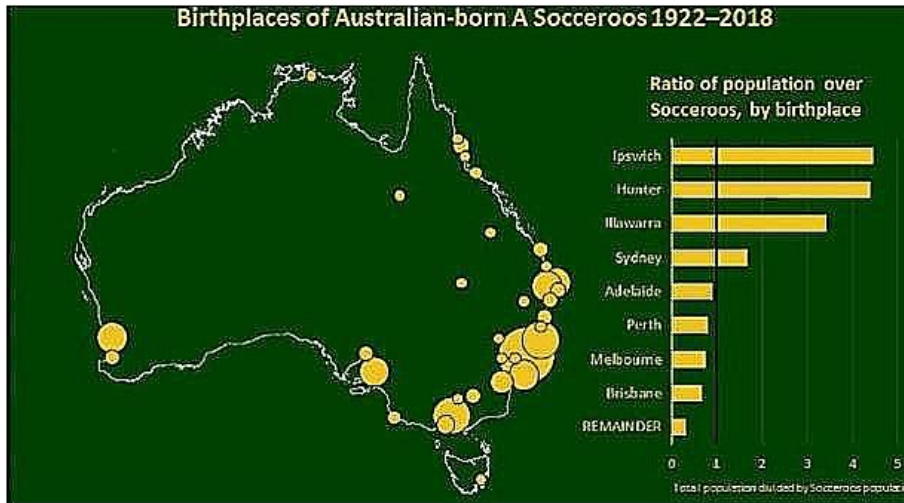 Birthplaces of Australian-born A Socceroos 1922–2018
Ratio of population over
Socceroos, by birthplace
Ipswich
Hunter
Illawarra
Sydney
Adelaide
Perth
Melbourne
Brisbane
REMAINDER
0 1 2 3 4 5
Total population divided by Socceroos populati